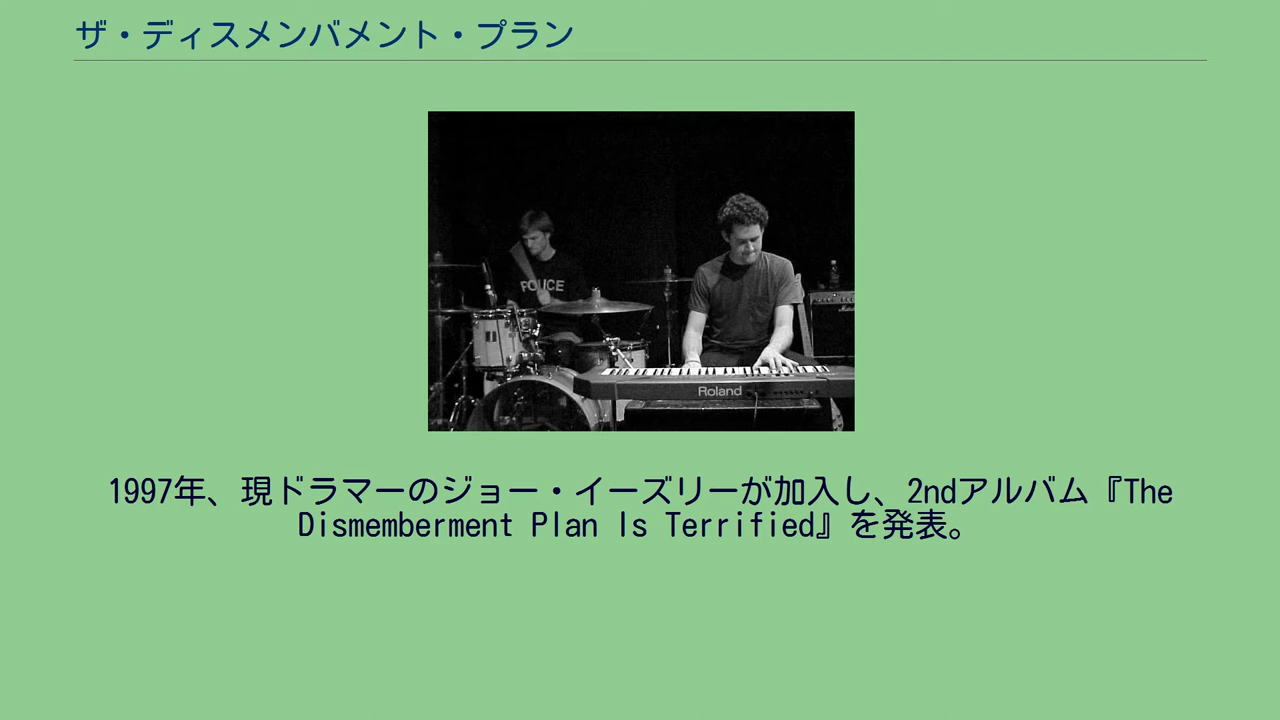 ザ・ディスメンバメント・プラン
POLICE
Roland
1997年、現ドラマーのジョー・イーズリーが加入し、2ndアルバム『The
Dismemberment Plan Is Terrified』を発表。